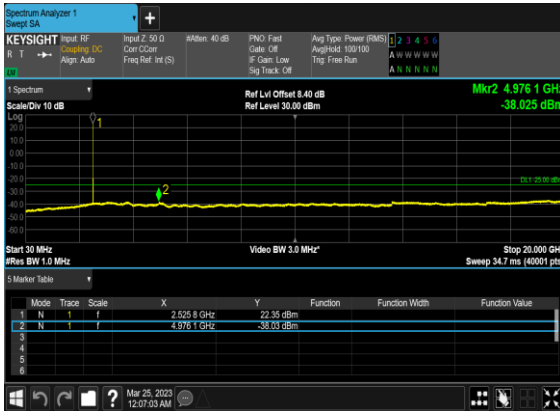 Spectrum Analyzer 1
Swept SA
+
KEYSIGHT Input: RF Input Z: 50 Ω #Atten: 40 dB PNO: Fast Avg Type: Power (RMS) 1 2 3 4 5 6
R T Coupling: DC Corr CCorr Gate: Off Avg|Hold: 100/100 A W W W W W
Align: Auto Freq Ref: Int (S) IF Gain: Low Trig: Free Run
Sig Track: Off A N N N N N
1 Spectrum Ref Lvl Offset 8.40 dB Mkr2 4.976 1 GHz
Scale/Div 10 dB Ref Level 30.00 dBm -38.025 dBm
Log
1
20.0
10.0
0.00
-10.0
-20.0
DL1 -25.00 dBm
-30.0
2
-40.0
-50.0
-60.0
Start 30 MHz Video BW 3.0 MHz* Stop 20.000 GHz
#Res BW 1.0 MHz Sweep 34.7 ms (40001 pts)
5 Marker Table
Mode Trace Scale X Y Function Function Width Function Value
1 N 1 f 2.525 8 GHz 22.35 dBm
2 N 1 f 4.976 1 GHz -38.03 dBm
3
4
5
6
? Mar 25, 2023
12:07:03 AM